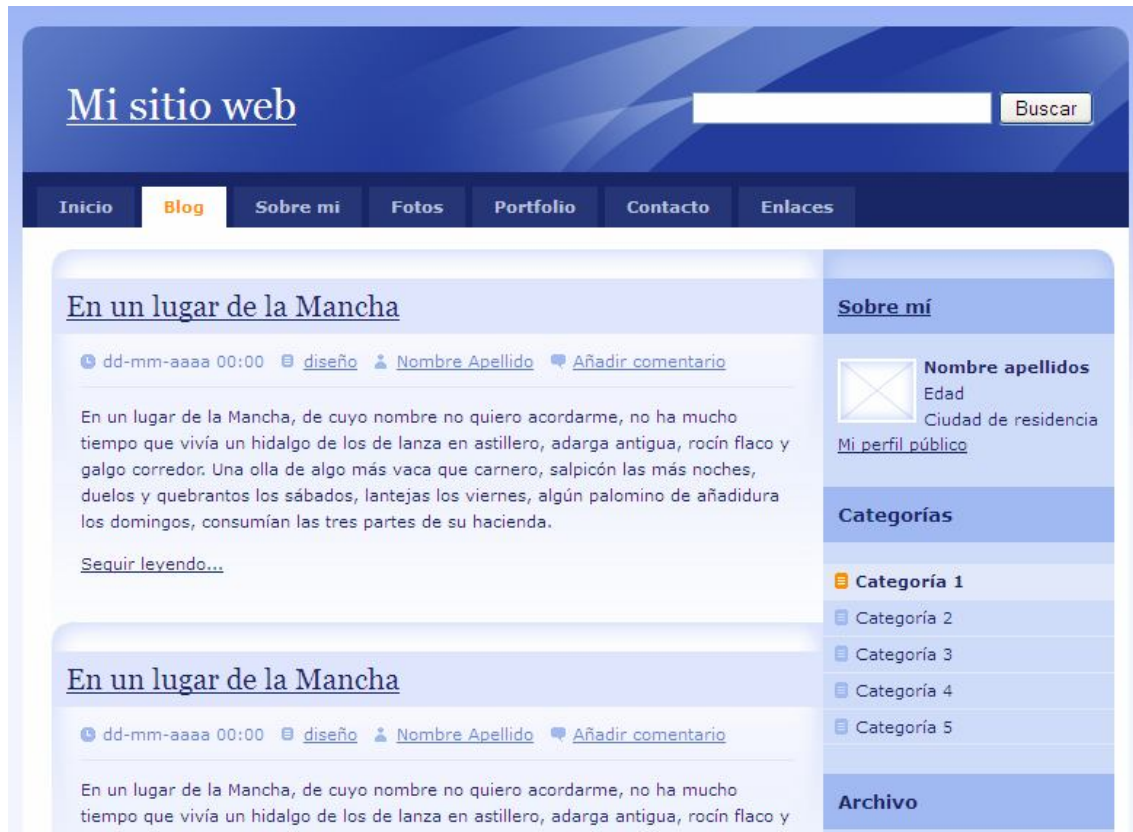 Mi sitio web
Buscar
Inicio Blog Sobre mi Fotos Portfolio Contacto Enlaces
En un lugar de la Mancha
dd-mm-aaaa 00:00 diseño Nombre Apellido Añadir comentario
En un lugar de la Mancha, de cuyo nombre no quiero acordarme, no ha mucho
tiempo que vivía un hidalgo de los de lanza en astillero, adarga antigua, rocín flaco y
galgo corredor. Una olla de algo más vaca que carnero, salpicón las más noches,
duelos y quebrantos los sábados, lantejas los viernes, algún palomino de añadidura
los domingos, consumían las tres partes de su hacienda.
Seguir leyendo...
En un lugar de la Mancha
dd-mm-aaaa 00:00 diseño Nombre Apellido Añadir comentario
En un lugar de la Mancha, de cuyo nombre no quiero acordarme, no ha mucho
tiempo que vivía un hidalgo de los de lanza en astillero, adarga antigua, rocín flaco y
Sobre mí
Nombre apellidos
Edad
Ciudad de residencia
Mi perfil público
Categorías
Categoría 1
Categoría 2
Categoría 3
Categoría 4
Categoría 5
Archivo